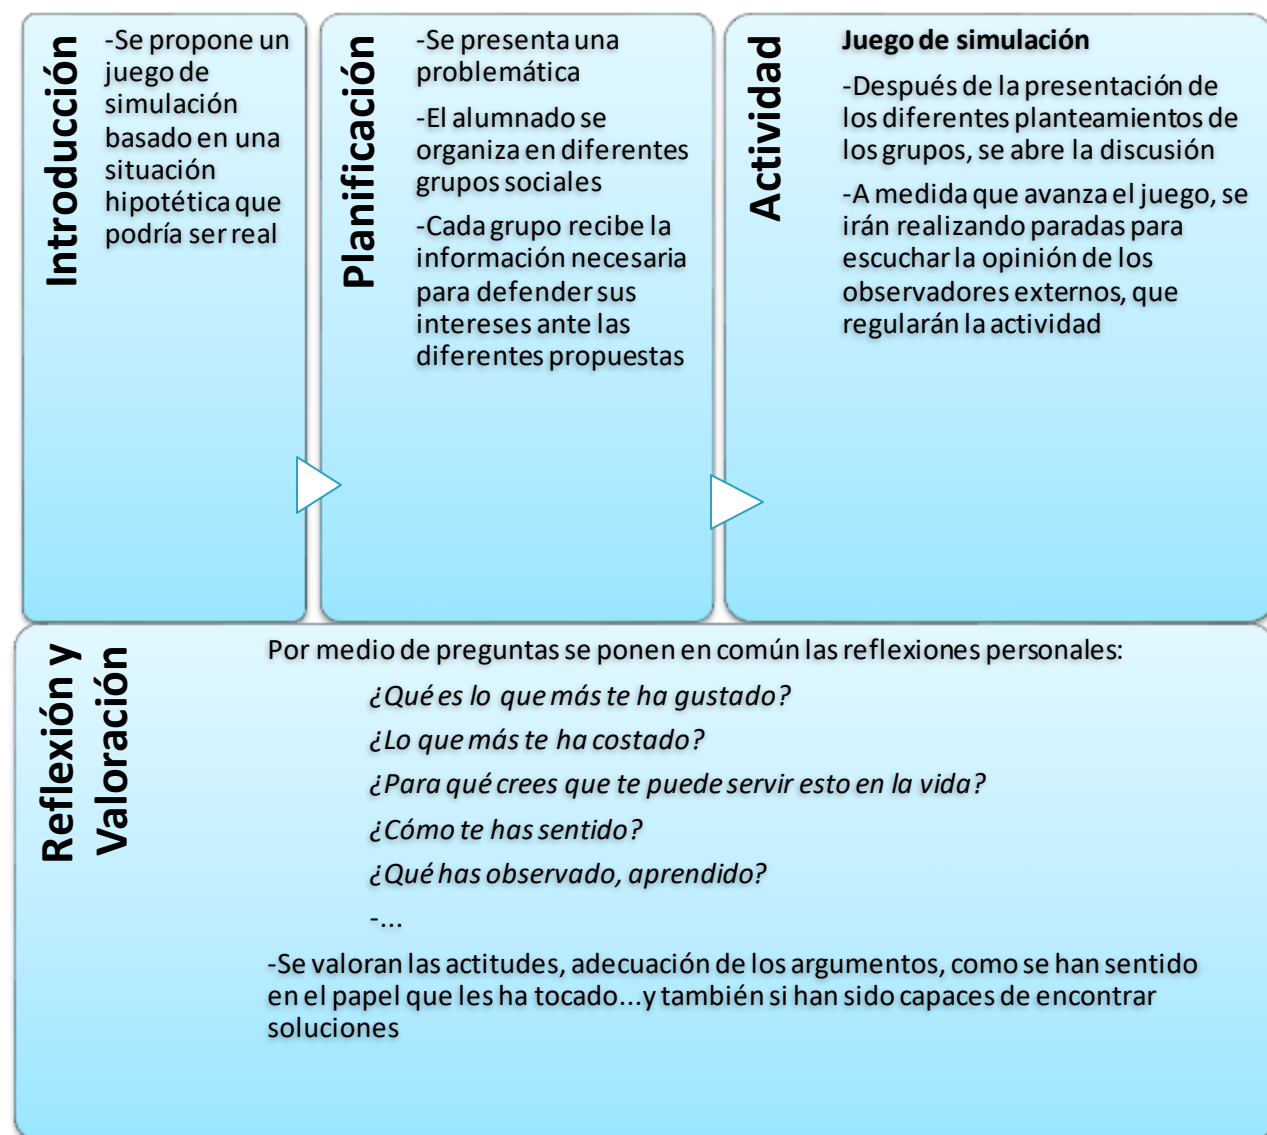 Introducción
-Se propone un
juego de
simulación
basado en una
situación
hipotética que
podría ser real
Planificación
-Se presenta una
problemática
-El alumnado se
organiza en diferentes
grupos sociales
-Cada grupo recibe la
información necesaria
para defender sus
intereses ante las
diferentes propuestas
Actividad
Juego de simulación
-Después de la presentación de
los diferentes planteamientos de
los grupos, se abre la discusión
-A medida que avanza el juego, se
irán realizando paradas para
escuchar la opinión de los
observadores externos, que
regularán la actividad
Reflexión y
Valoración
Por medio de preguntas se ponen en común las reflexiones personales:
¿Qué es lo que más te ha gustado?
¿Lo que más te ha costado?
¿Para qué crees que te puede servir esto en la vida?
¿Cómo te has sentido?
¿Qué has observado, aprendido?
-...
-Se valoran las actitudes, adecuación de los argumentos, como se han sentido
en el papel que les ha tocado...y también si han sido capaces de encontrar
soluciones